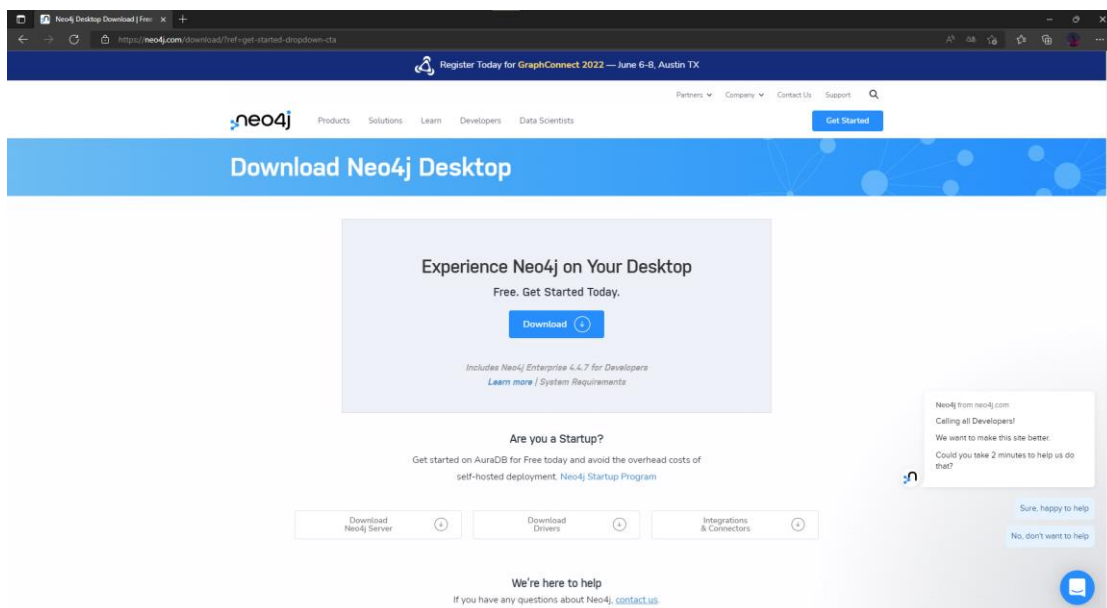 Neo4j Desktop Download | Free
https://neo4j.com/download/?ref=get-started-dropdown-cta
Register Today for GraphConnect 2022 — June 6-8, Austin TX
Partners Company Contact Us Support
neo4j Products Solutions Learn Developers Data Scientists Get Started
Download Neo4j Desktop
Experience Neo4j on Your Desktop
Free. Get Started Today.
Download
Includes Neo4j Enterprise 4.4.7 for Developers
Learn more | System Requirements
Are you a Startup?
Get started on AuraDB for Free today and avoid the overhead costs of
self-hosted deployment. Neo4j Startup Program
Download
Neo4j Server
Download
Drivers
Integrations
& Connectors
We're here to help
If you have any questions about Neo4j, contact us.
Neo4j from neo4j.com
Calling all Developers!
We want to make this site better.
Could you take 2 minutes to help us do
that?
Sure, happy to help
No, don't want to help